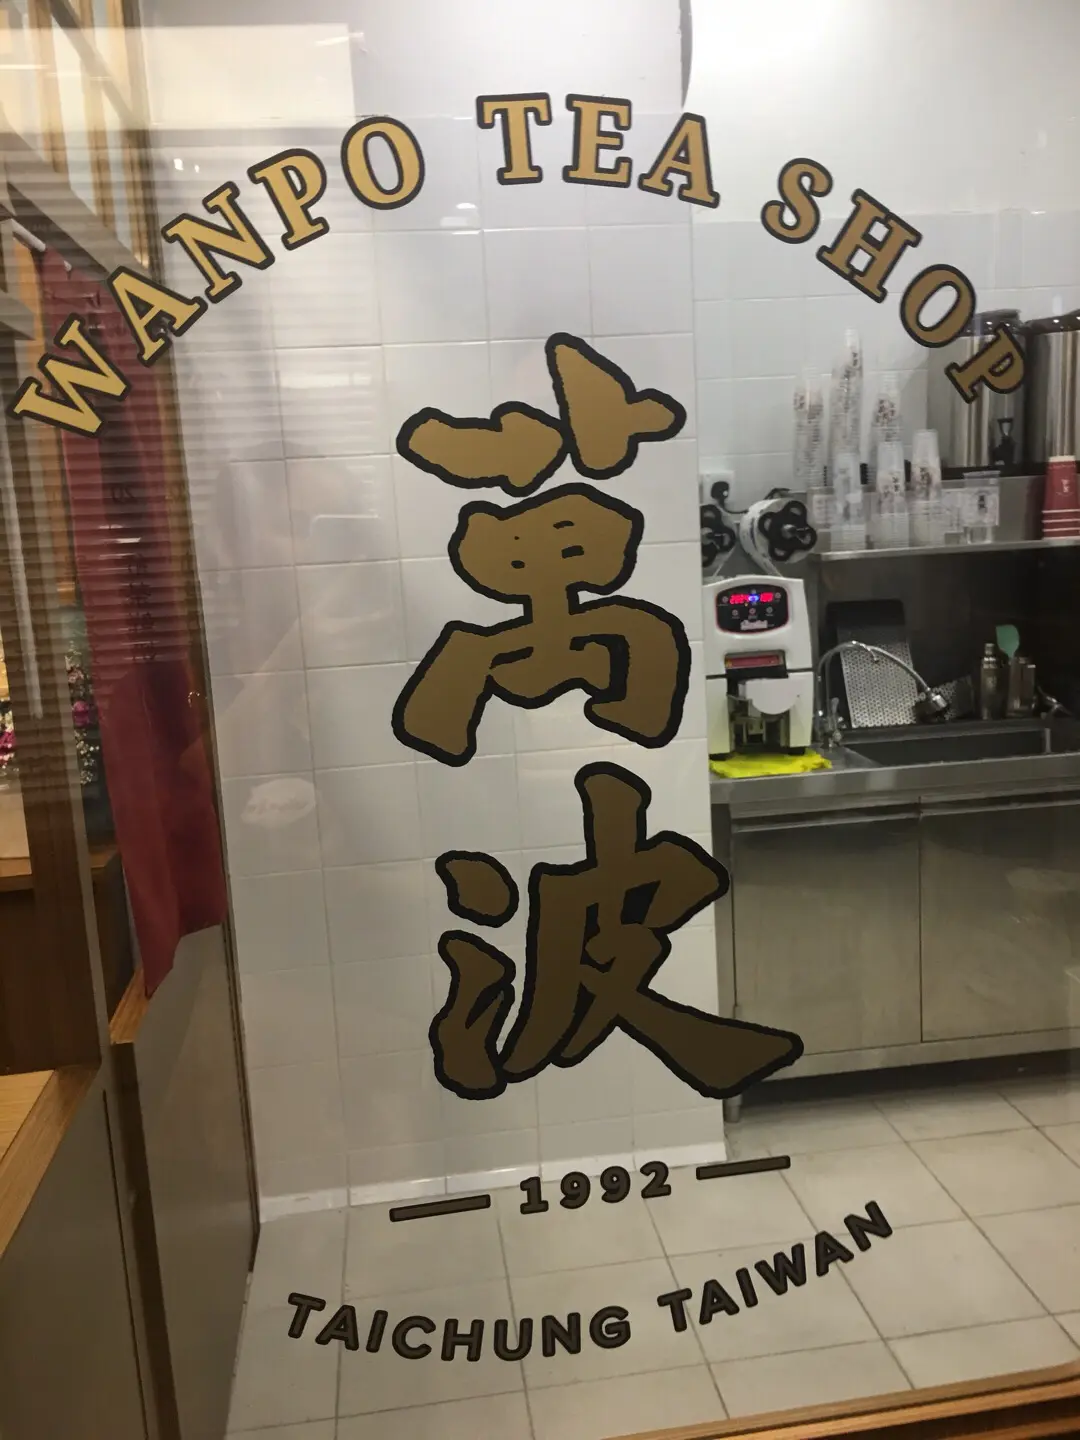 WANPO TEA SHOP
萬波
1992
TAICHUNG TAIWAN